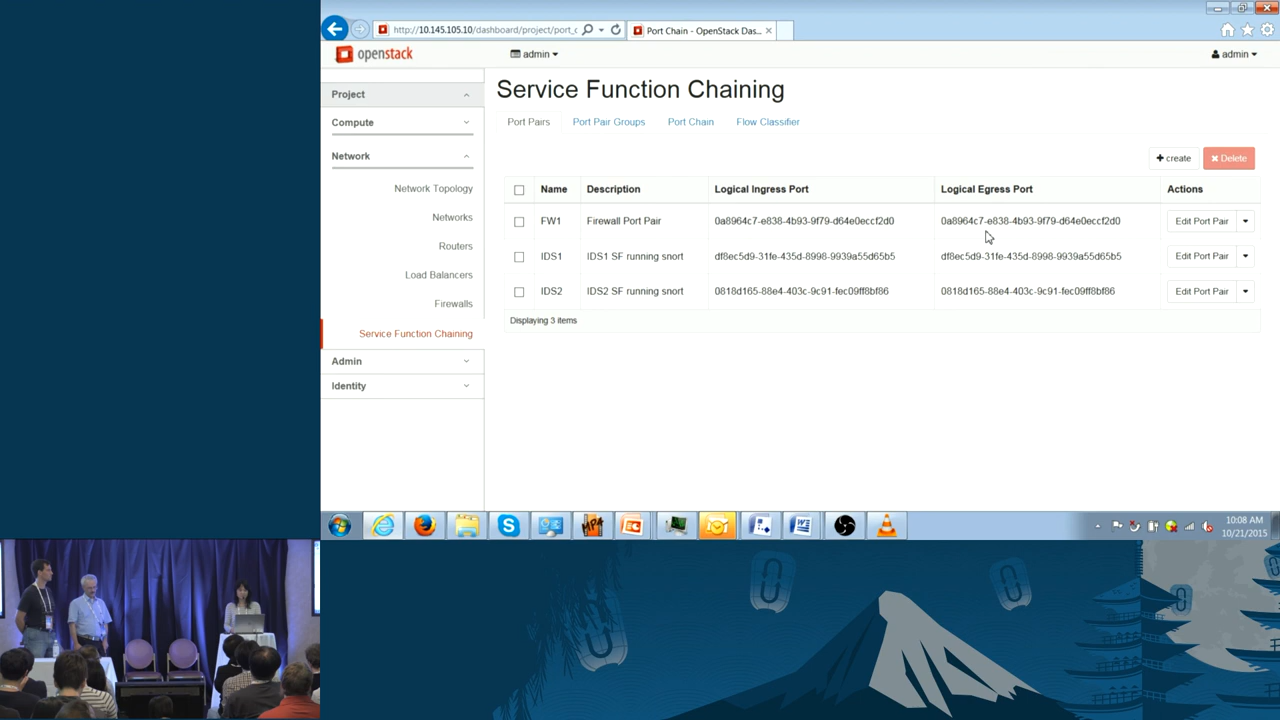 http://10.145.105.10/dashboard/project/port_c
Port Chain - OpenStack Das...
openstack
admin
admin
Project
Compute
Network
Network Topology
Networks
Routers
Load Balancers
Firewalls
Service Function Chaining
Admin
Identity
Service Function Chaining
Port Pairs Port Pair Groups Port Chain Flow Classifier
+ create Delete
Name Description Logical Ingress Port Logical Egress Port Actions
FW1 Firewall Port Pair 0a8964c7-e838-4b93-9f79-d64e0eccf2d0 0a8964c7-e838-4b93-9f79-d64e0eccf2d0 Edit Port Pair
IDS1 IDS1 SF running snort df8ec5d9-31fe-435d-8998-9939a55d65b5 df8ec5d9-31fe-435d-8998-9939a55d65b5 Edit Port Pair
IDS2 IDS2 SF running snort 0818d165-88e4-403c-9c91-fec09ff8bf86 0818d165-88e4-403c-9c91-fec09ff8bf86 Edit Port Pair
Displaying 3 items
MP4
10:08 AM
10/21/2015